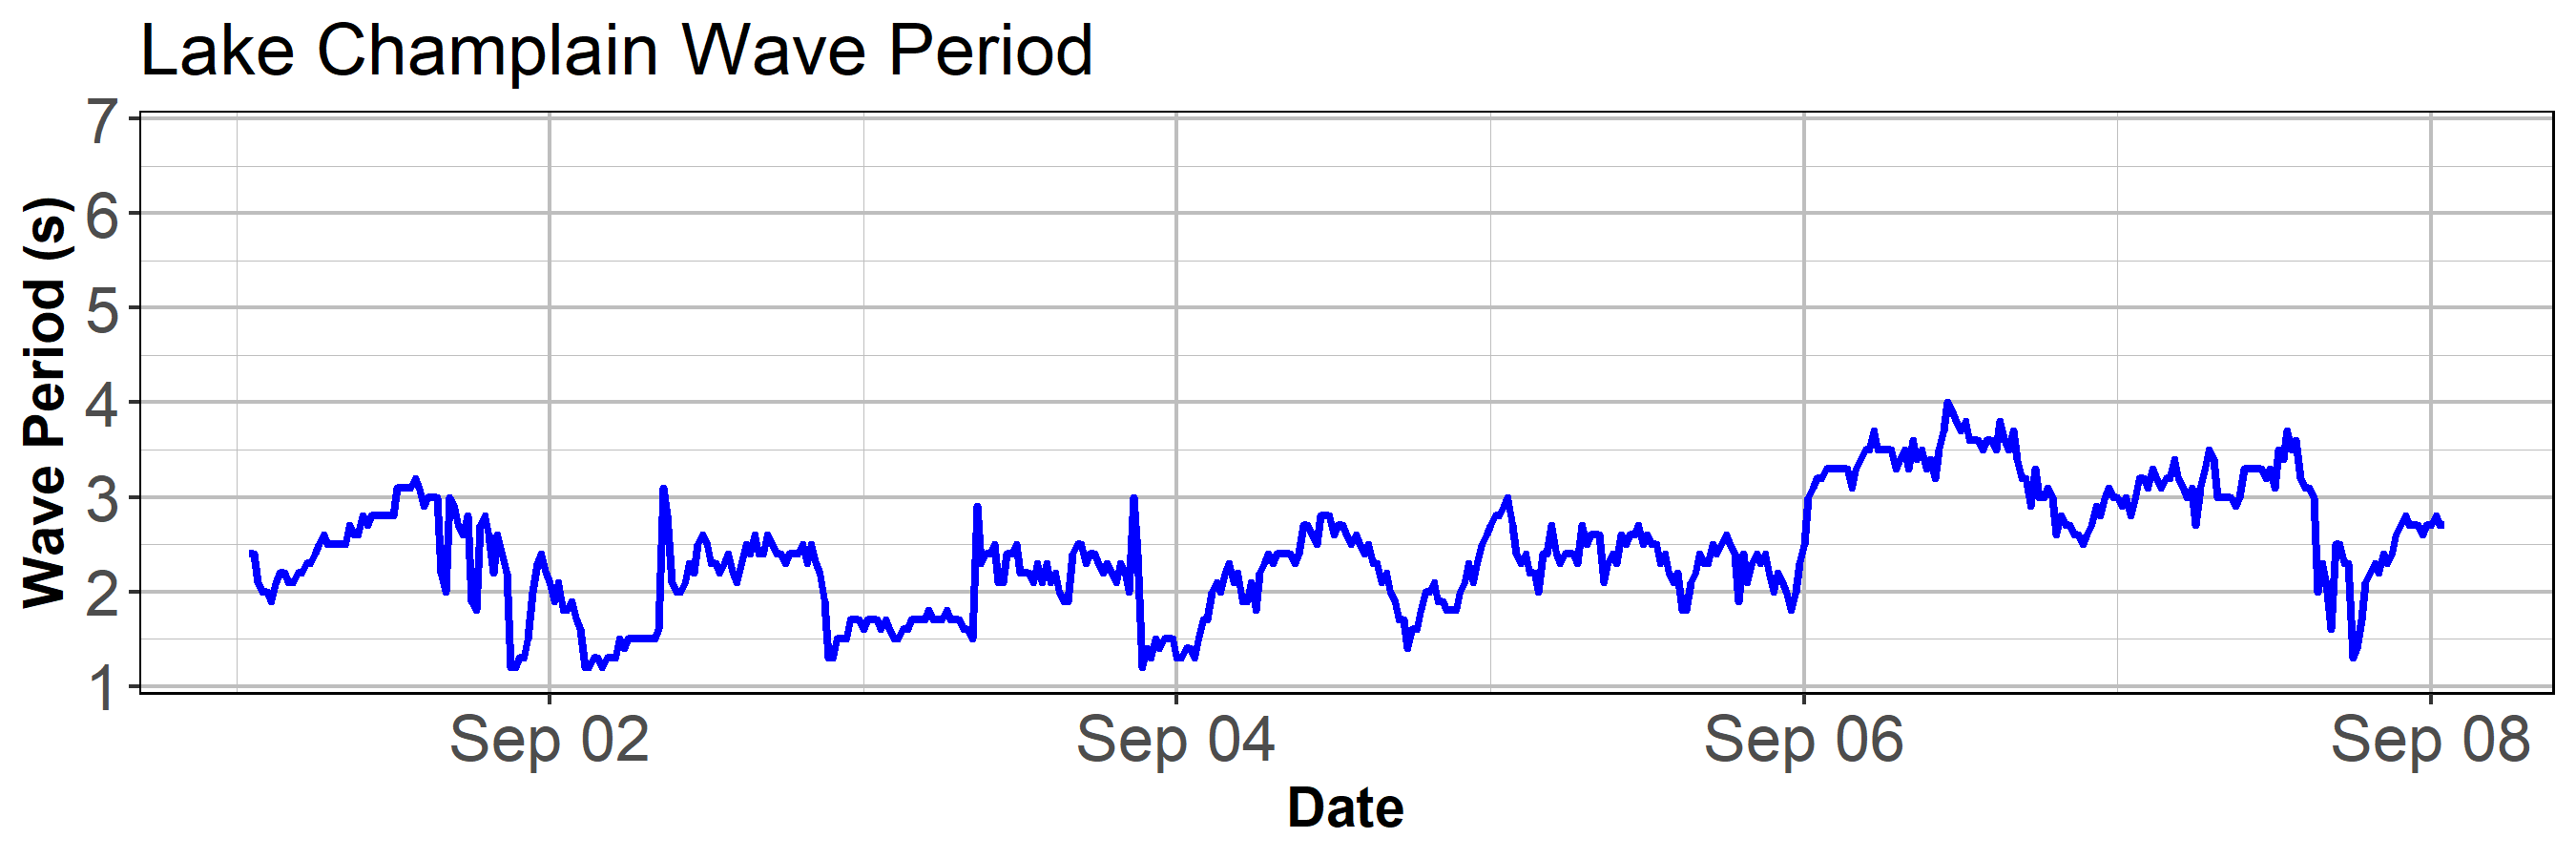 Lake Champlain Wave Period
Wave Period (s)
7
6
5
4
3
2
1
Sep 02
Sep 04
Sep 06
Sep 08
Date